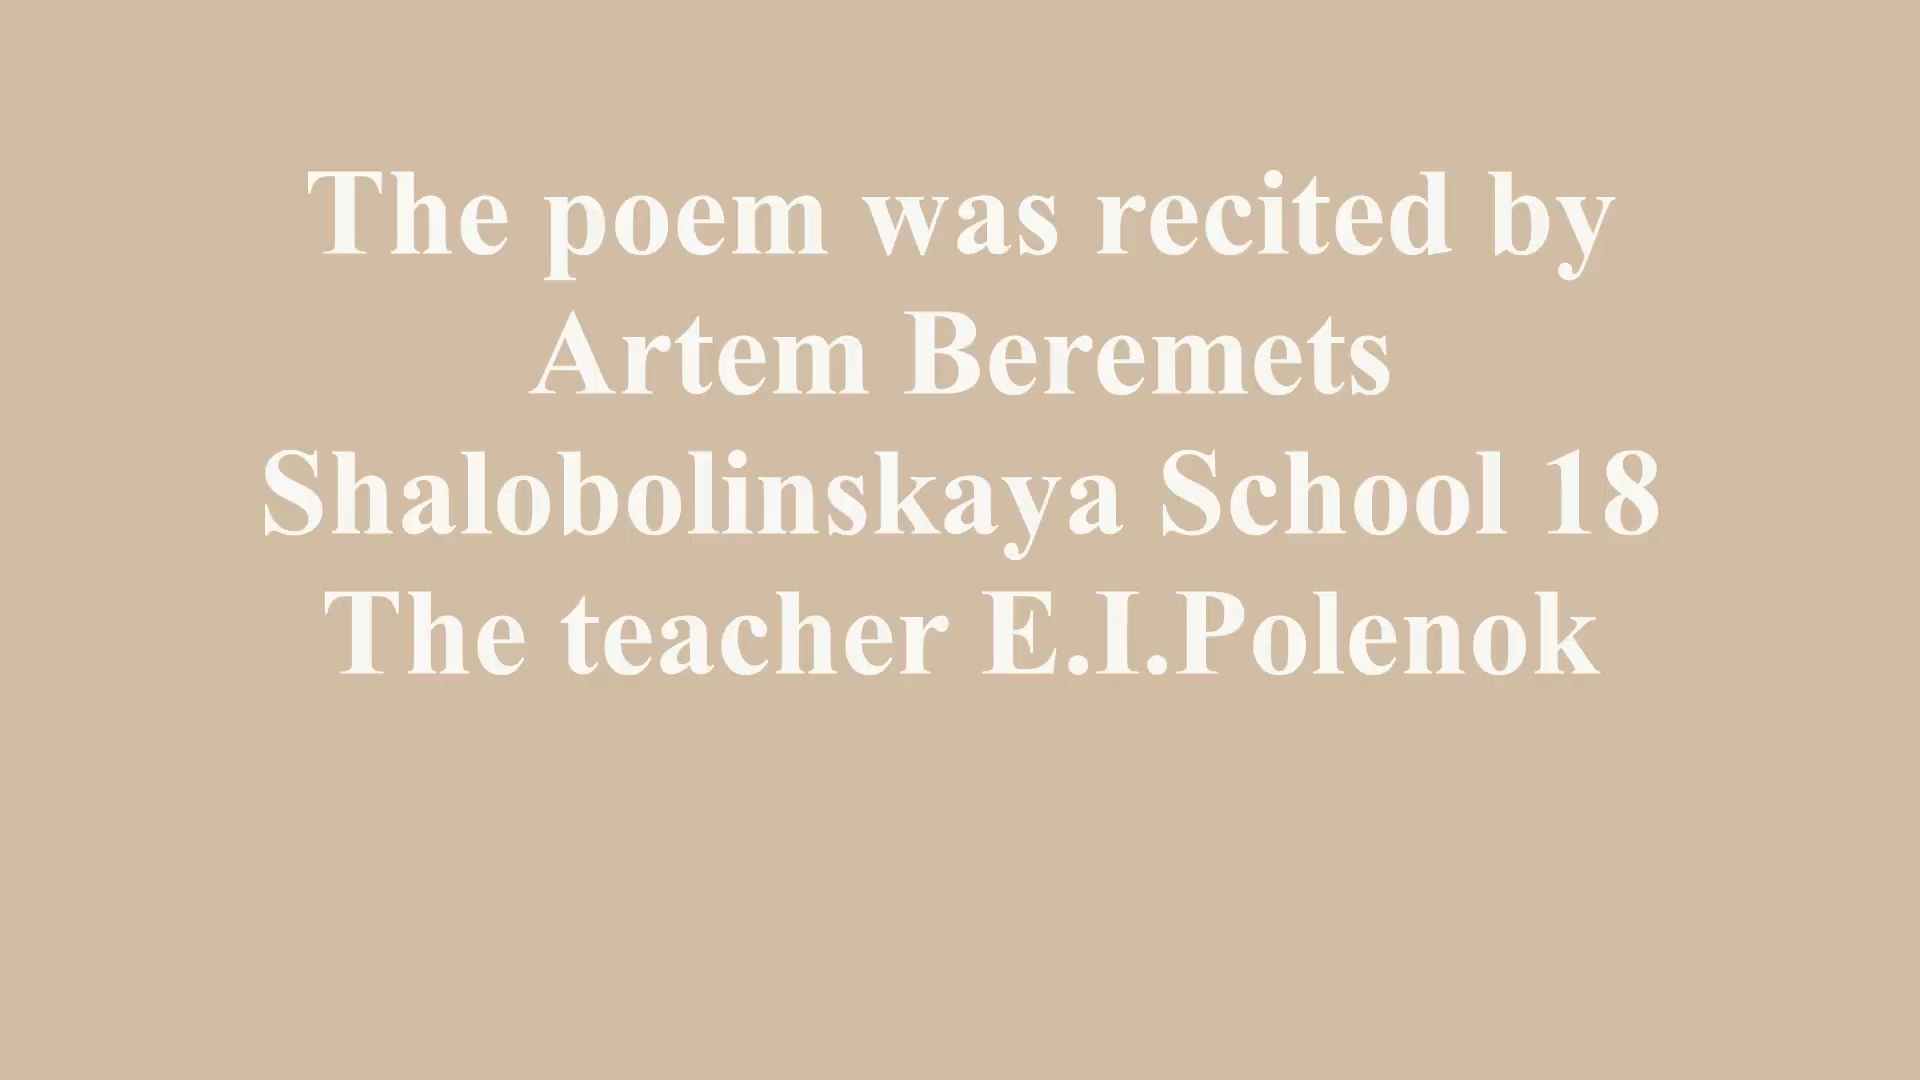 The poem was recited by
Artem Beremets
Shalobolinskaya School 18
The teacher E.I.Polenok